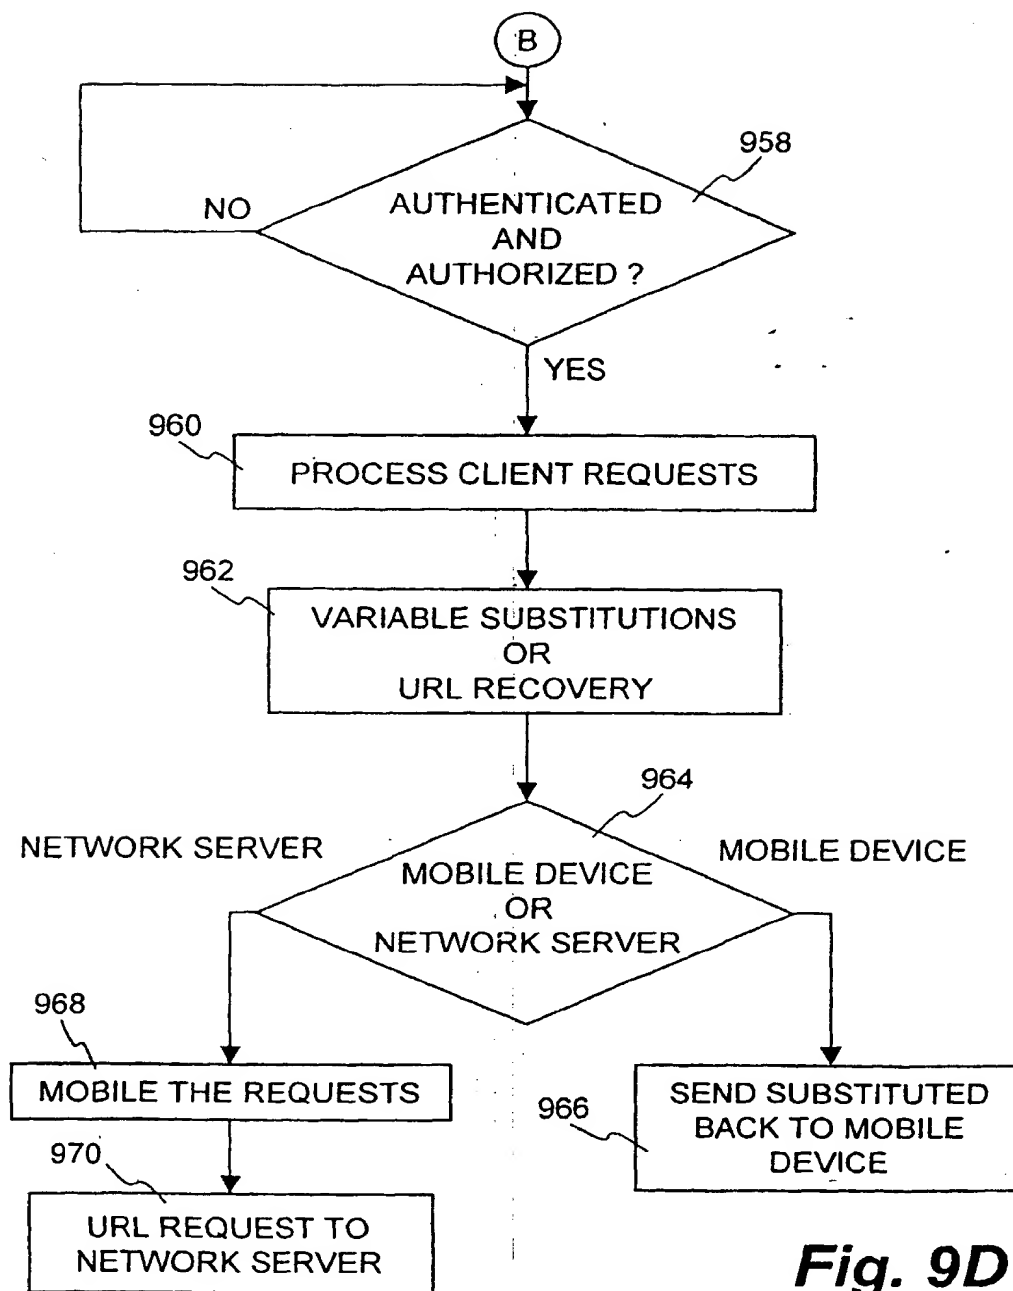 B
958
NO
AUTHENTICATED
AND
AUTHORIZED ?
YES
960
PROCESS CLIENT REQUESTS
962
VARIABLE SUBSTITUTIONS
OR
URL RECOVERY
964
NETWORK SERVER
MOBILE DEVICE
MOBILE DEVICE
OR
NETWORK SERVER
968
MOBILE THE REQUESTS
966
SEND SUBSTITUTED
BACK TO MOBILE
DEVICE
970
URL REQUEST TO
NETWORK SERVER
Fig. 9D